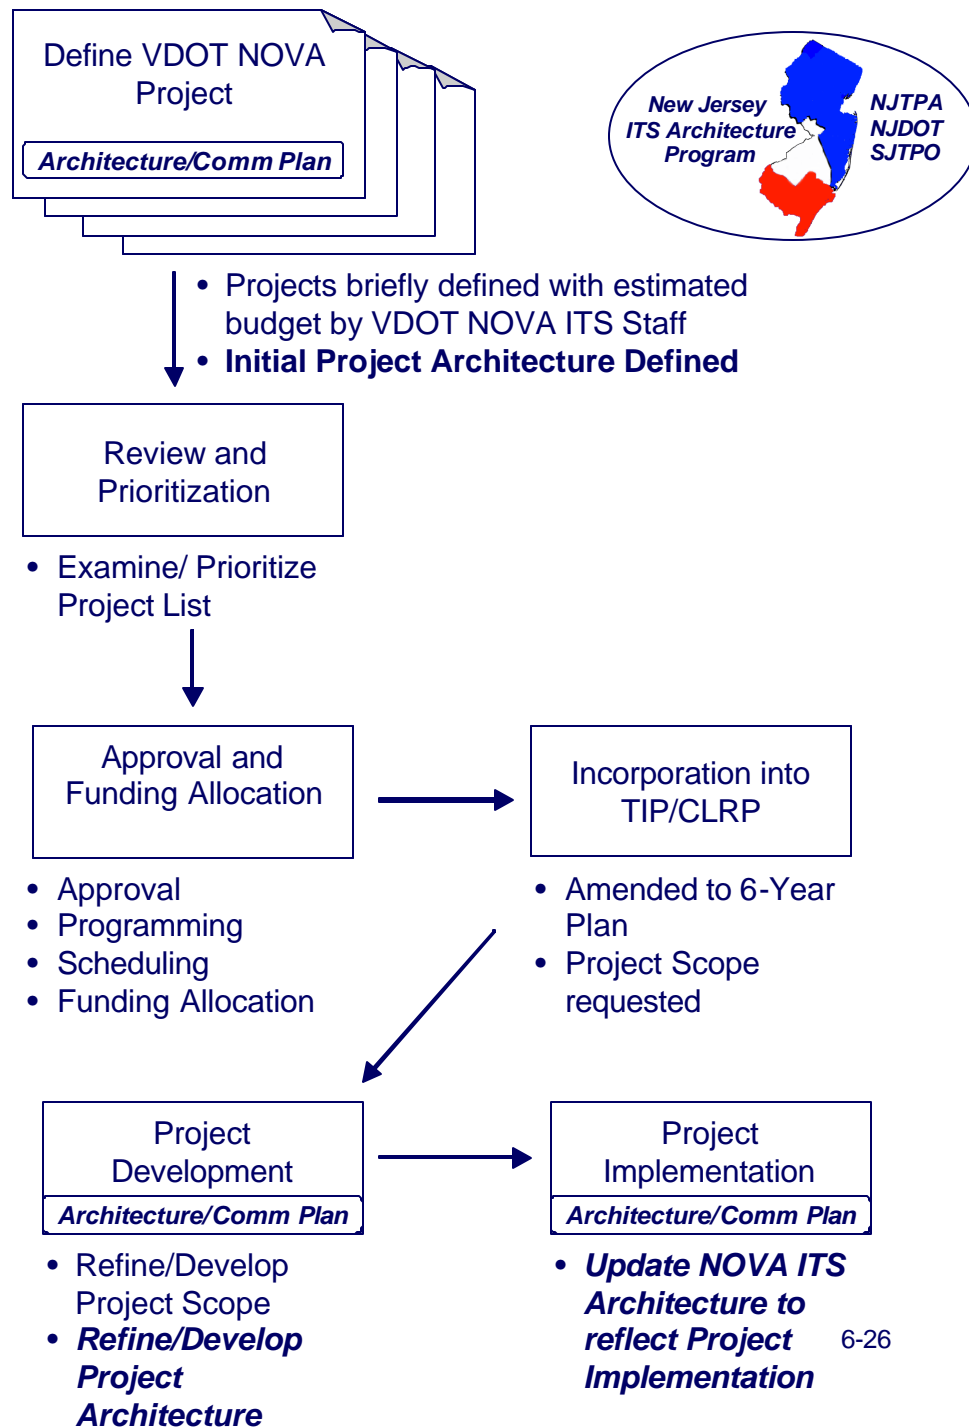 Define VDOT NOVA
Project
Architecture/Comm Plan
New Jersey
ITS Architecture
Program
NJTPA
NJDOT
SJTPO
• Projects briefly defined with estimated
budget by VDOT NOVA ITS Staff
• Initial Project Architecture Defined
Review and
Prioritization
• Examine/ Prioritize
Project List
Approval and
Funding Allocation
• Approval
• Programming
• Scheduling
• Funding Allocation
Incorporation into
TIP/CLRP
• Amended to 6-Year
Plan
• Project Scope
requested
Project
Development
Architecture/Comm Plan
• Refine/Develop
Project Scope
• Refine/Develop
Project
Architecture
Project
Implementation
Architecture/Comm Plan
• Update NOVA ITS
Architecture to
reflect Project
Implementation
6-26